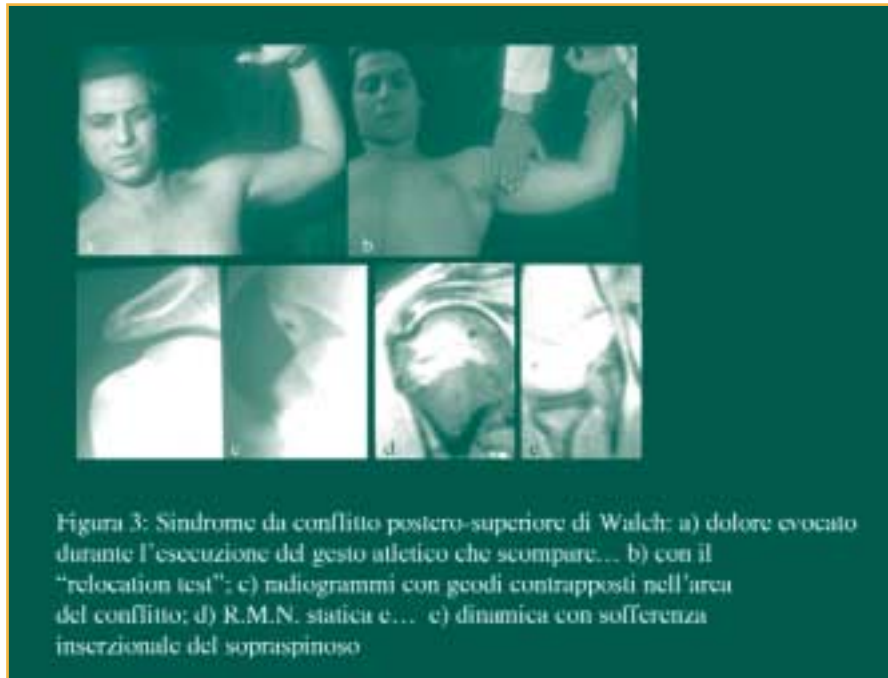 a
b
c
d
e
Figura 3: Sindrome da conflitto postero-superiore di Walch: a) dolore evocato
durante l'esecuzione del gesto atletico che scompare... b) con il
"relocation test"; c) radiogrammi con geodi contrapposti nell'area
del conflitto; d) R.M.N. statica e... e) dinamica con sofferenza
inserzionale del sopraspinoso